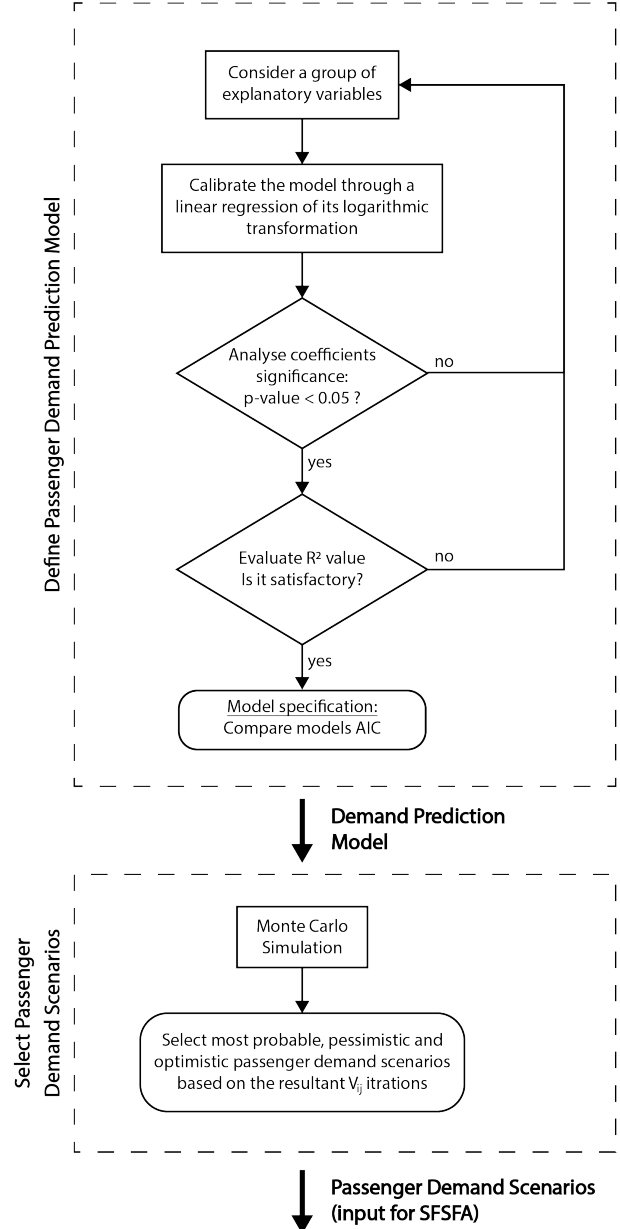 Define Passenger Demand Prediction Model
Consider a group of
explanatory variables
Calibrate the model through a
linear regression of its logarithmic
transformation
Analyse coefficients
significance:
p-value < 0.05 ?
no
yes
Evaluate R² value
Is it satisfactory?
no
yes
Model specification:
Compare models AIC
Demand Prediction
Model
Select Passenger
Demand Scenarios
Monte Carlo
Simulation
Select most probable, pessimistic and
optimistic passenger demand scenarios
based on the resultant Vij itrations
Passenger Demand Scenarios
(input for SFSFA)